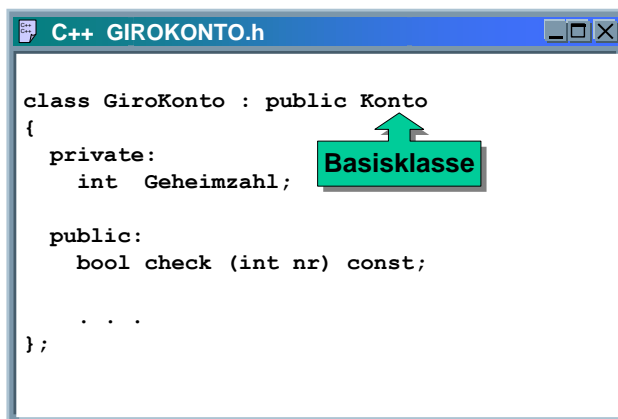 C++ GIROKONTO.h
class GiroKonto : public Konto
{
private:
Basisklasse
int Geheimzahl;
public:
bool check (int nr) const;
. . .
};